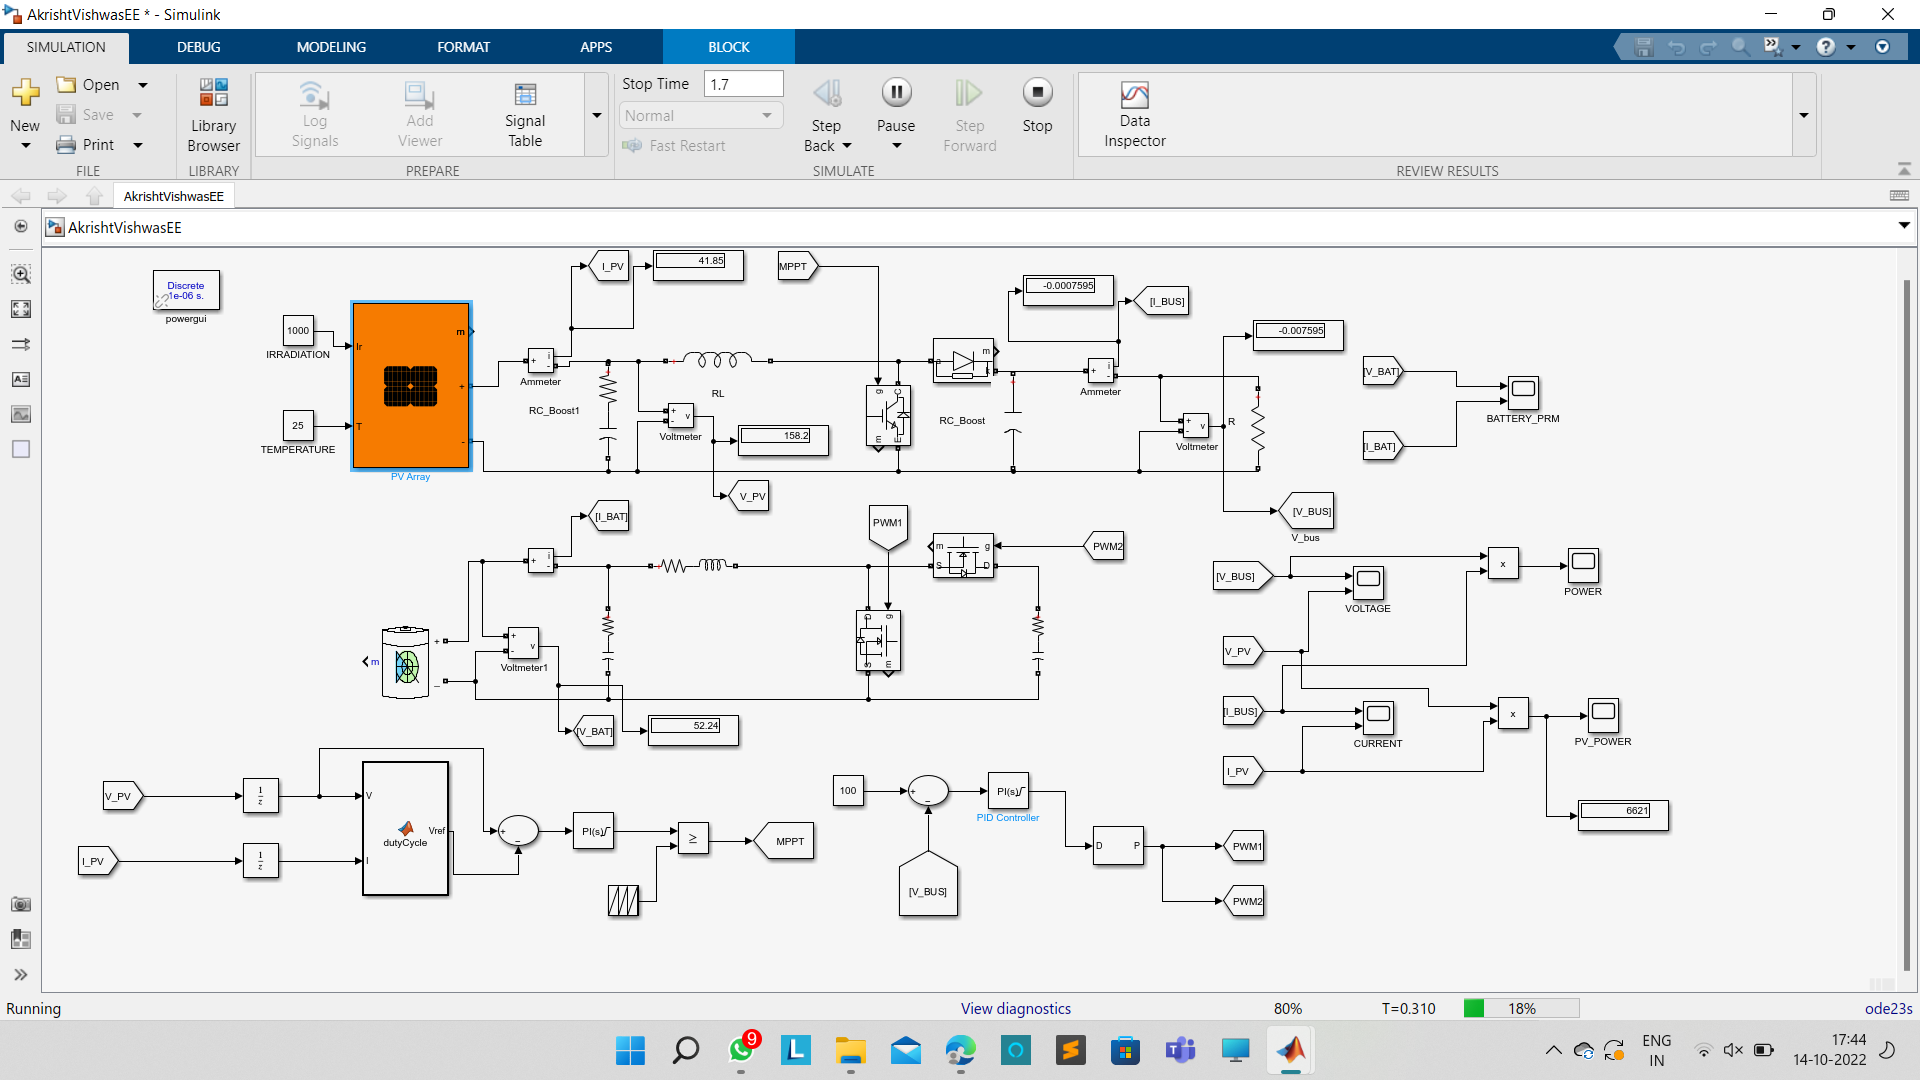 AkrishtVishwasEE * - Simulink
SIMULATION DEBUG MODELING FORMAT APPS BLOCK
New
Open
Save
Print
FILE
Library Browser
LIBRARY
Log Signals
Add Viewer
Signal Table
PREPARE
Stop Time 1.7
Normal
Fast Restart
Step Back
Pause
Step Forward
Stop
SIMULATE
Data Inspector
REVIEW RESULTS
AkrishtVishwasEE
AkrishtVishwasEE
Discrete
1e-06 s.
powergui
1000
IRRADIATION
25
TEMPERATURE
Ir
T
m
+
-
PV Array
+ i -
Ammeter
I_PV
41.85
RC_Boost1
RL
+ - v
Voltmeter
158.2
V_PV
MPPT
g C m E
a m k
RC_Boost
-0.0007595
[I_BUS]
+ i -
Ammeter
+ - v
Voltmeter
R
-0.007595
[V_BUS]
V_bus
[V_BAT]
[I_BAT]
BATTERY_PRM
[I_BAT]
+ i -
m
+
_
+ - v
Voltmeter1
[V_BAT]
52.24
PWM1
D g S m
m g S D
PWM2
[V_BUS]
VOLTAGE
V_PV
[I_BUS]
CURRENT
I_PV
x
POWER
x
PV_POWER
6621
V_PV
1
z
I_PV
1
z
V
I
Vref
dutyCycle
+
−
PI(s)
≥
MPPT
100
+
−
[V_BUS]
PI(s)
PID Controller
D P
PWM1
PWM2
Running
View diagnostics
80%
T=0.310
18%
ode23s
9
ENG
IN
17:44
14-10-2022